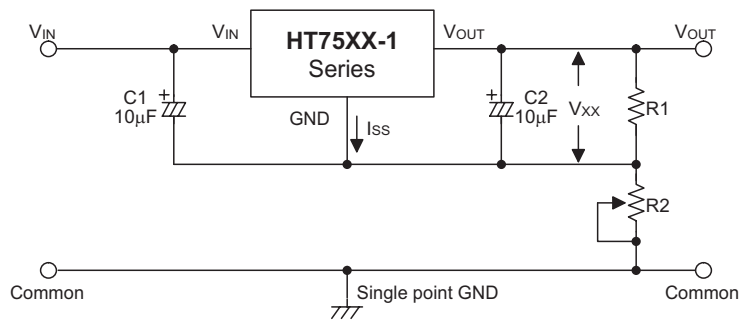 VIN
VIN
HT75XX-1
Series
VOUT
VOUT
C1
10μF
GND
ISS
C2
10μF
VXX
R1
R2
Common
Single point GND
Common
+
+